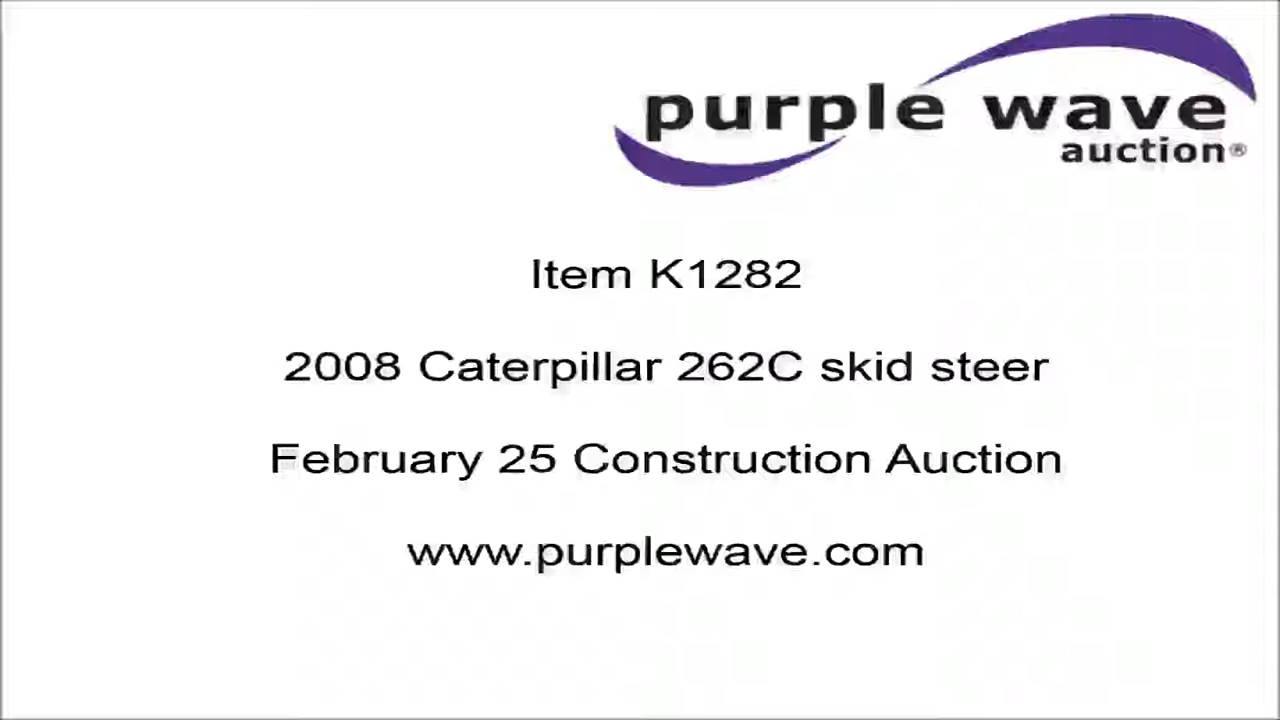 purple wave
auction®
Item K1282
2008 Caterpillar 262C skid steer
February 25 Construction Auction
www.purplewave.com